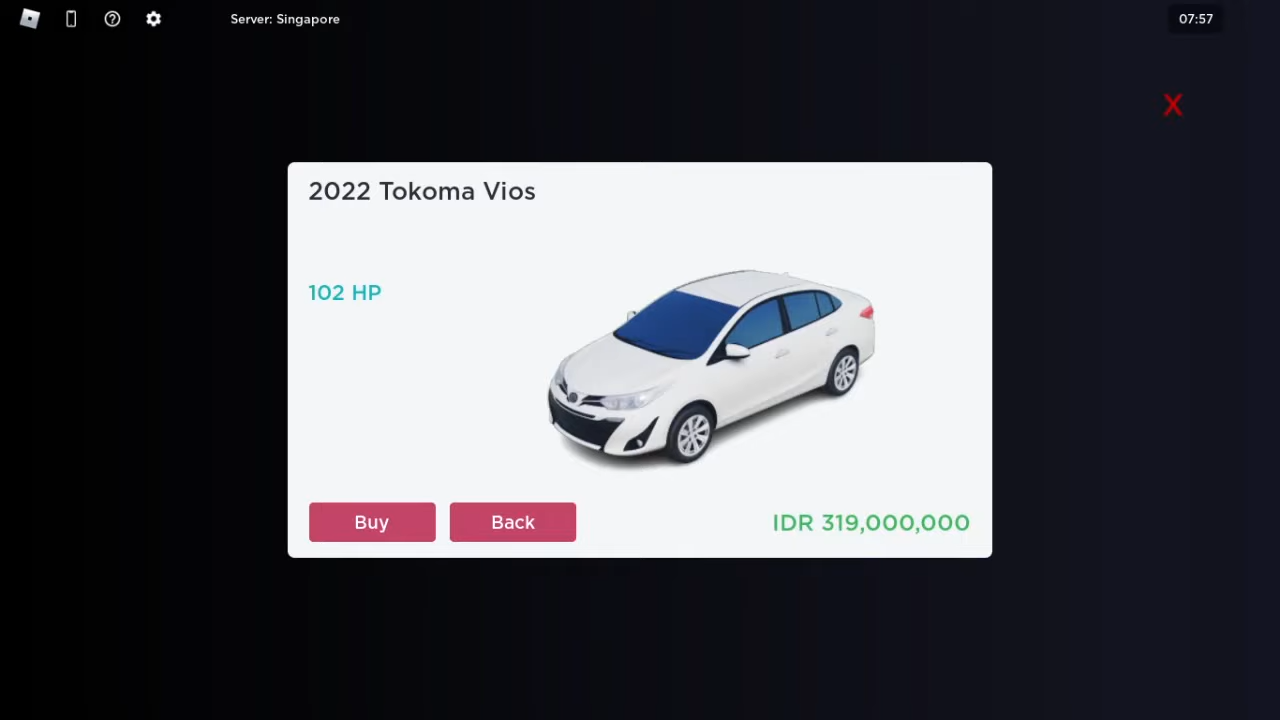 Server: Singapore
07:57
X
2022 Tokoma Vios
102 HP
Buy
Back
IDR 319,000,000